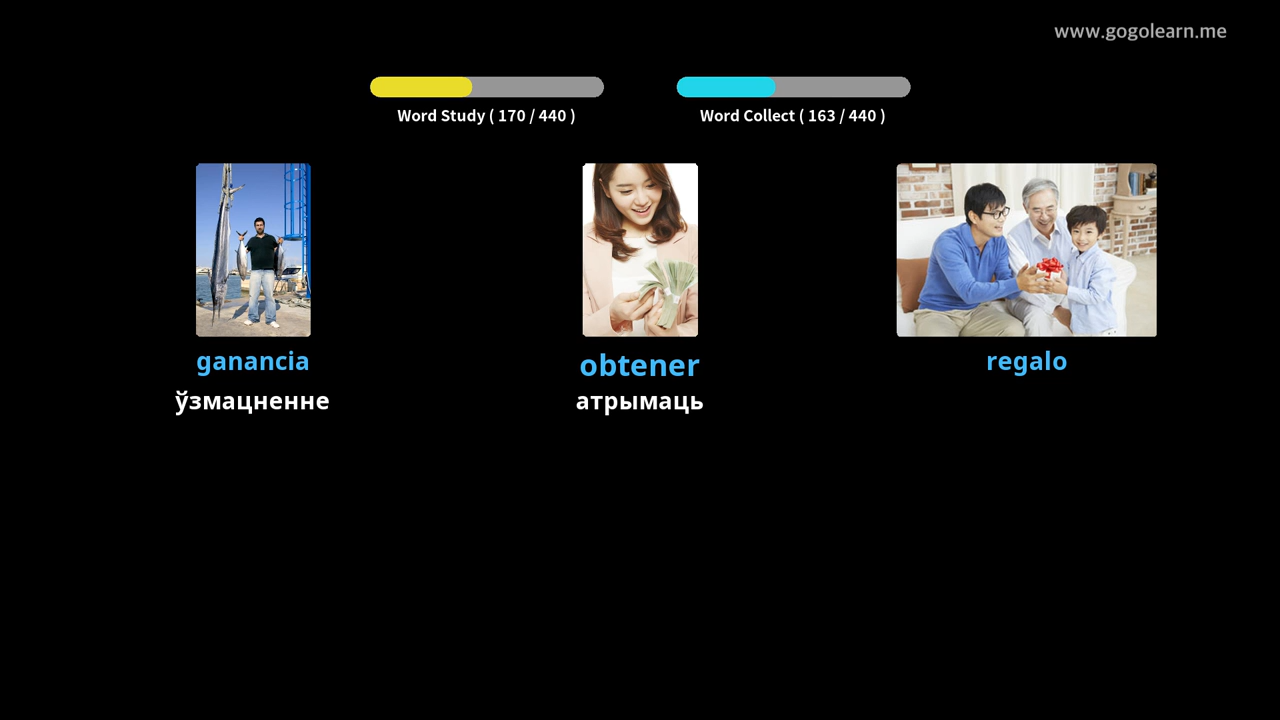 www.gogolearn.me
Word Study ( 170 / 440 )
Word Collect ( 163 / 440 )
ganancia
obtener
regalo
ўзмацненне
атрымаць